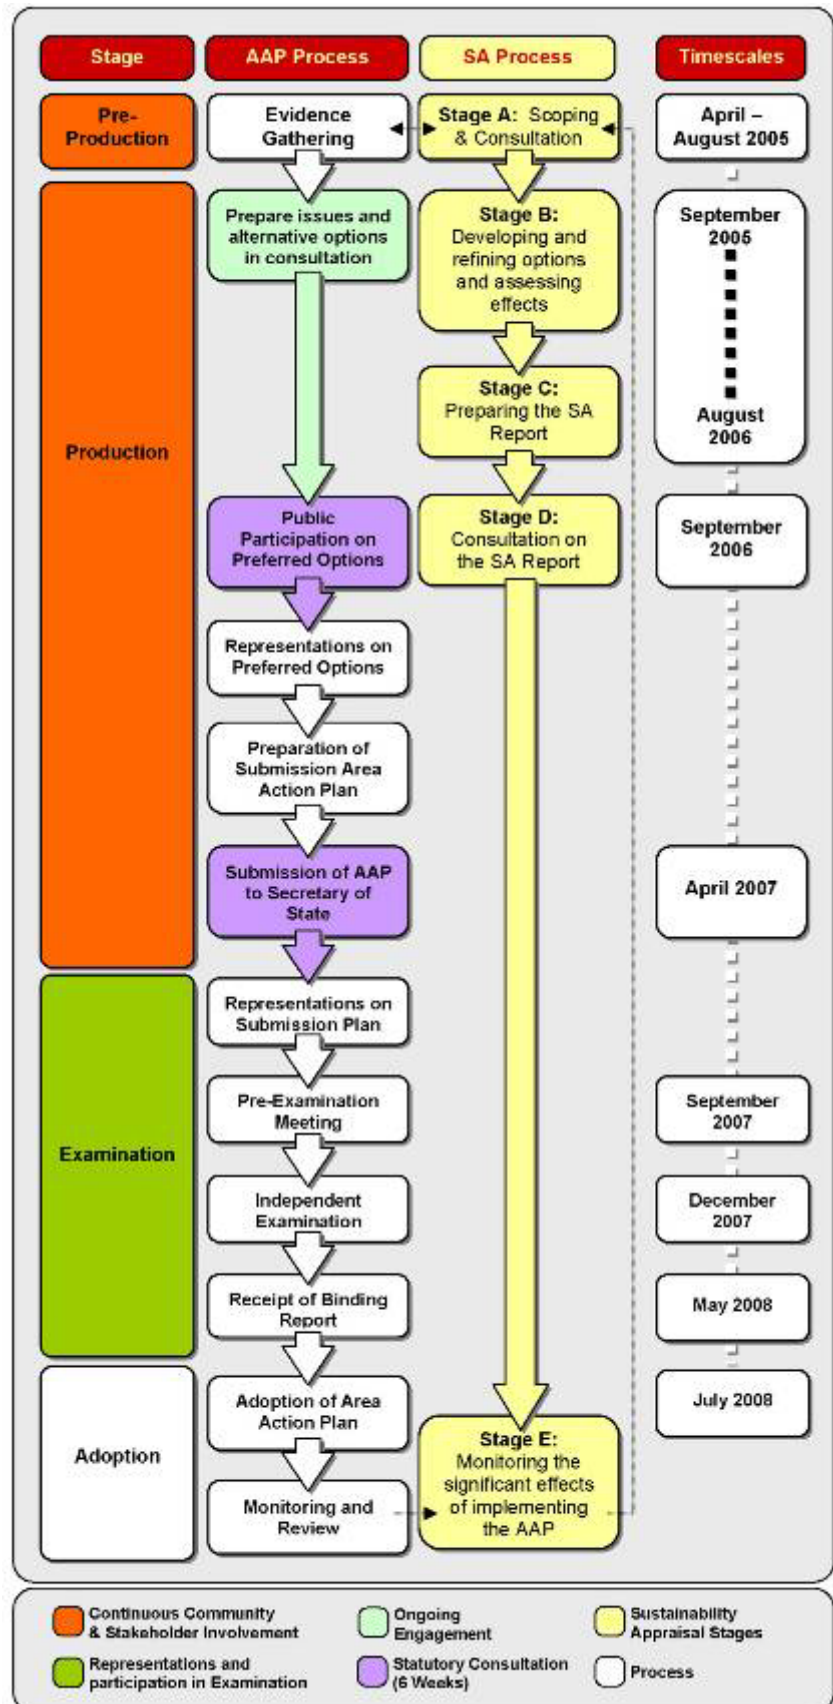 Stage
AAP Process
SA Process
Timescales
Pre-
Production
Evidence
Gathering
Stage A: Scoping
& Consultation
April –
August 2005
Production
Prepare issues and
alternative options
in consultation
Stage B:
Developing and
refining options
and assessing
effects
September
2005
August
2006
Stage C:
Preparing the SA
Report
Public
Participation on
Preferred Options
Stage D:
Consultation on
the SA Report
September
2006
Representations on
Preferred Options
Preparation of
Submission Area
Action Plan
Submission of AAP
to Secretary of
State
April 2007
Examination
Representations on
Submission Plan
Pre-Examination
Meeting
September
2007
Independent
Examination
December
2007
Receipt of Binding
Report
May 2008
Adoption
Adoption of Area
Action Plan
July 2008
Monitoring and
Review
Stage E:
Monitoring the
significant effects
of implementing
the AAP
Continuous Community
& Stakeholder Involvement
Ongoing
Engagement
Sustainability
Appraisal Stages
Representations and
participation in Examination
Statutory Consultation
(6 Weeks)
Process